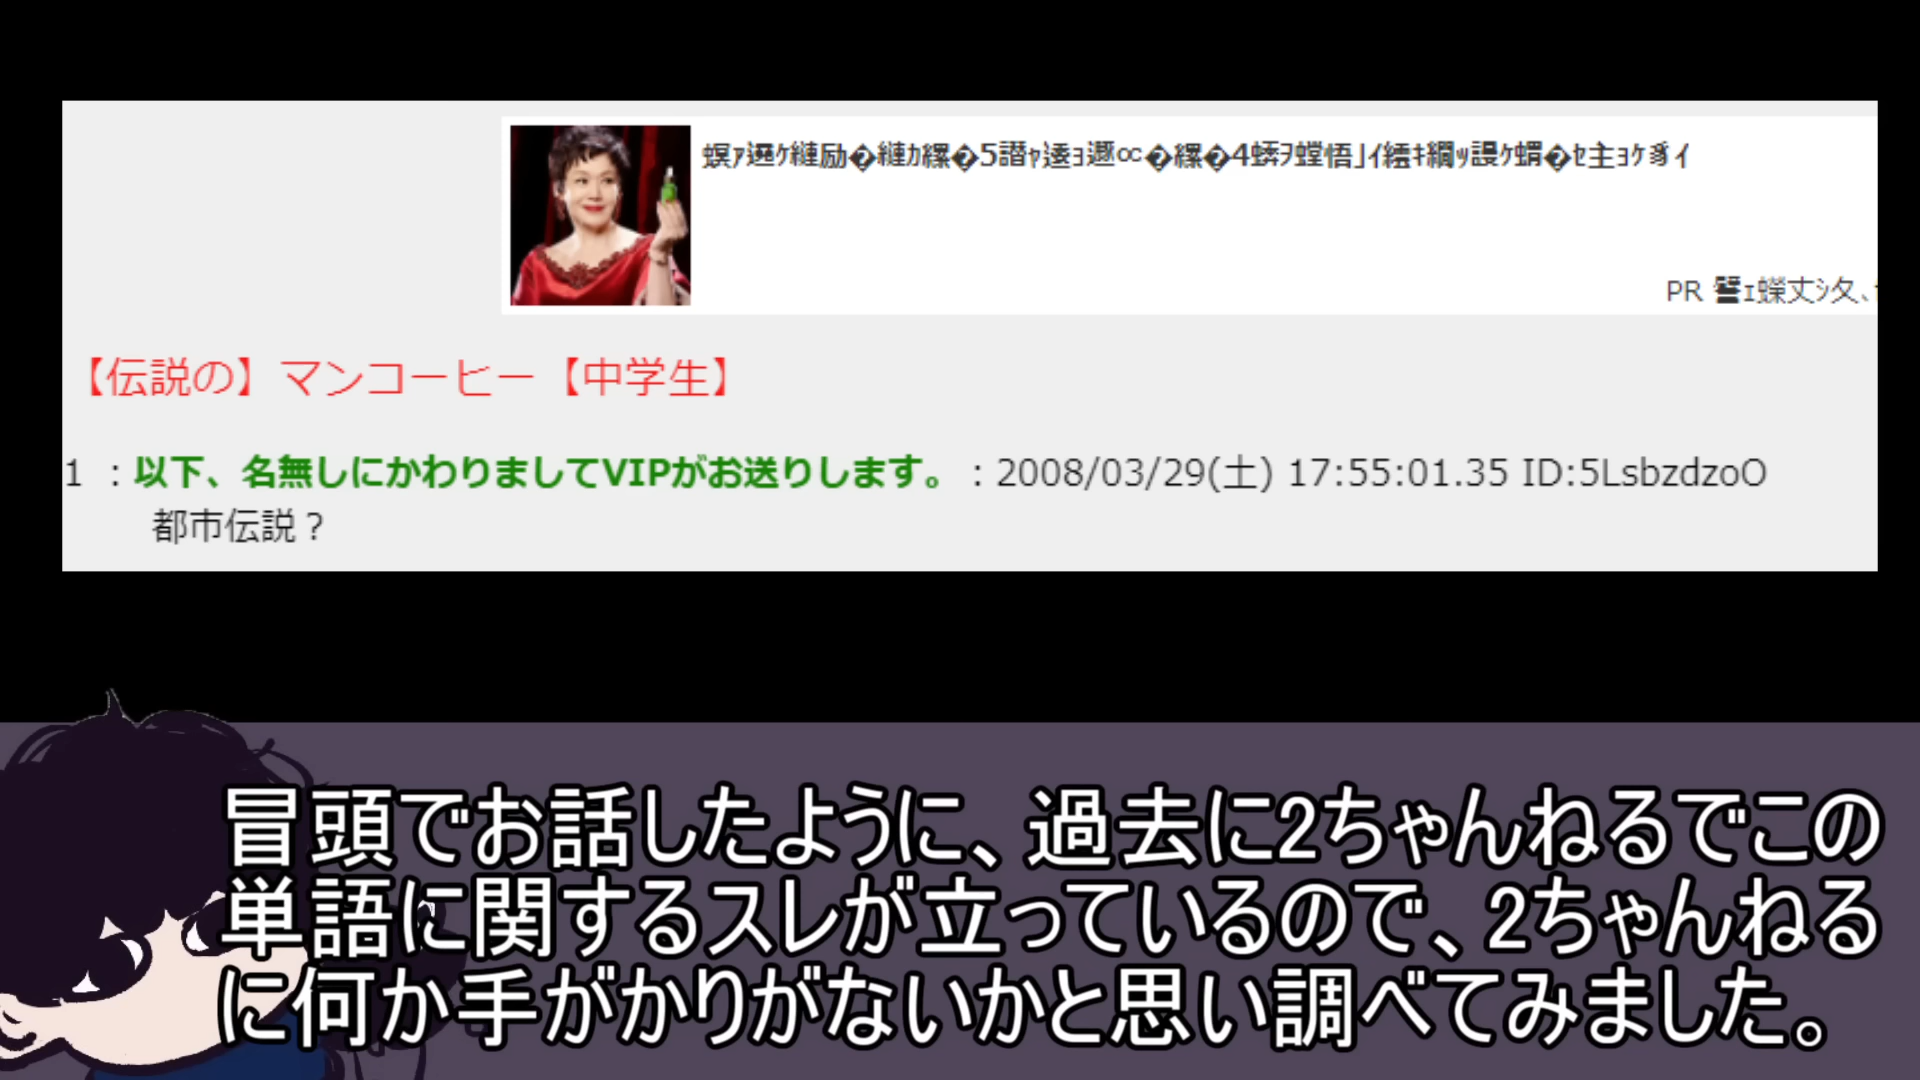 【伝説の】マンコーヒー【中学生】
1 ：以下、名無しにかわりましてVIPがお送りします。：2008/03/29(土) 17:55:01.35 ID:5LsbzdzoO
都市伝説？
冒頭でお話したように、過去に2ちゃんねるでこの
単語に関するスレが立っているので、2ちゃんねる
に何か手がかりがないかと思い調べてみました。